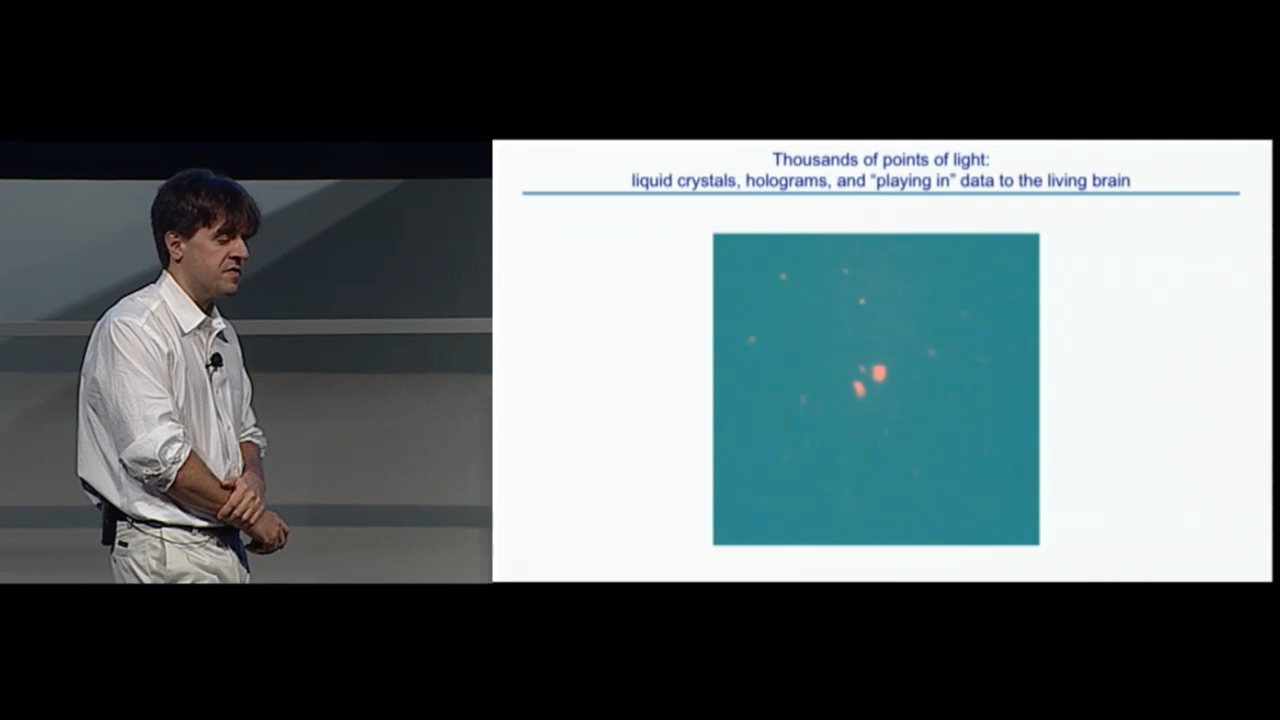 Thousands of points of light:
liquid crystals, holograms, and “playing in” data to the living brain